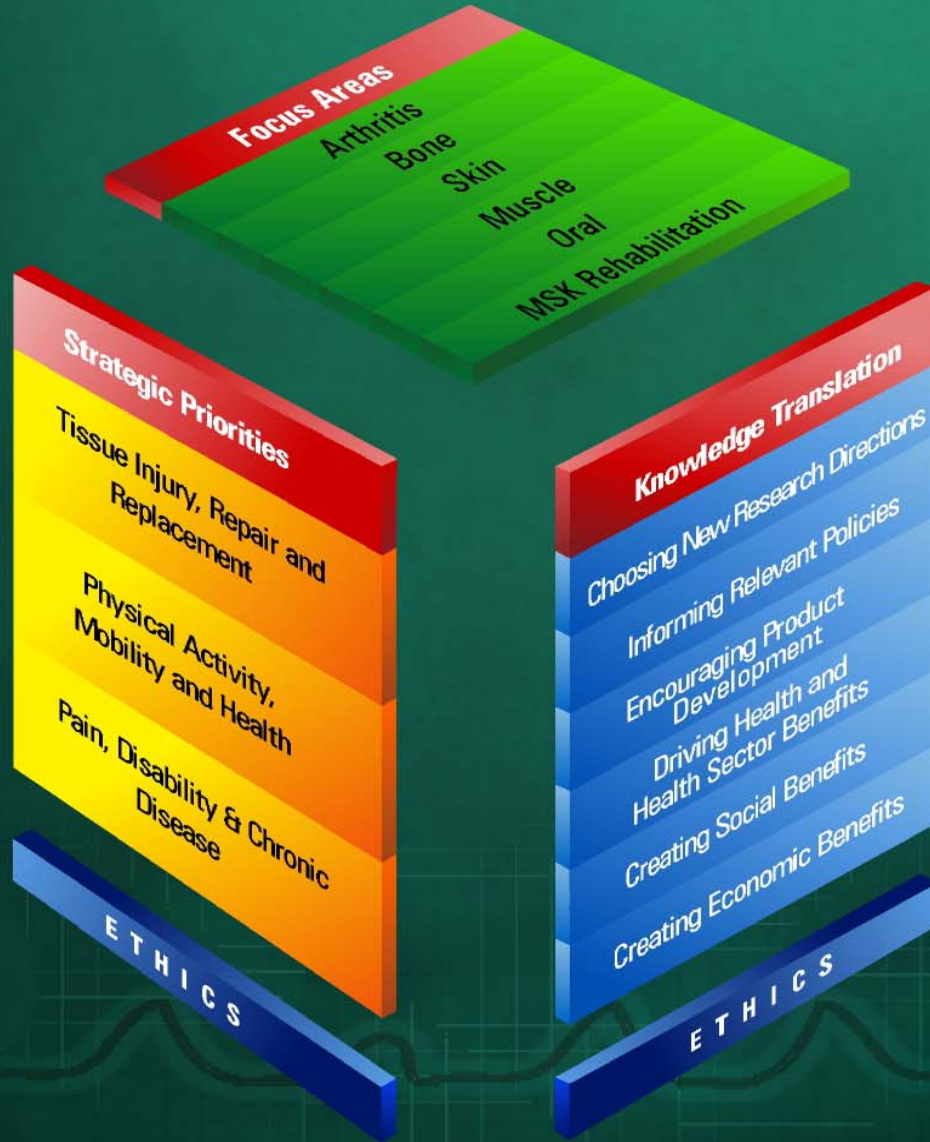 Focus Areas
Arthritis
Bone
Skin
Muscle
Oral
MSK Rehabilitation
Strategic Priorities
Tissue Injury, Repair and
Replacement
Physical Activity,
Mobility and Health
Pain, Disability & Chronic
Disease
ETHICS
Knowledge Translation
Choosing New Research Directions
Informing Relevant Policies
Encouraging Product
Development
Driving Health and
Health Sector Benefits
Creating Social Benefits
Creating Economic Benefits
ETHICS